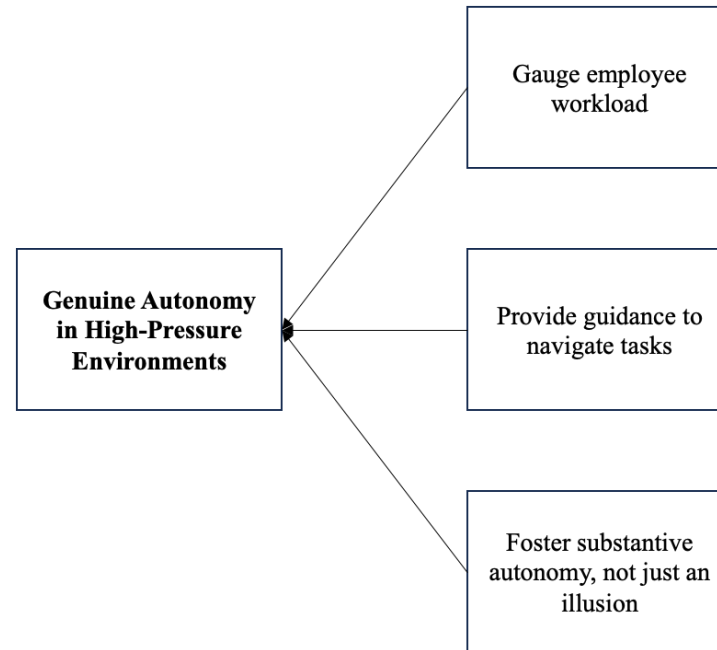 Gauge employee
workload
Genuine Autonomy
in High-Pressure
Environments
Provide guidance to
navigate tasks
Foster substantive
autonomy, not just an
illusion